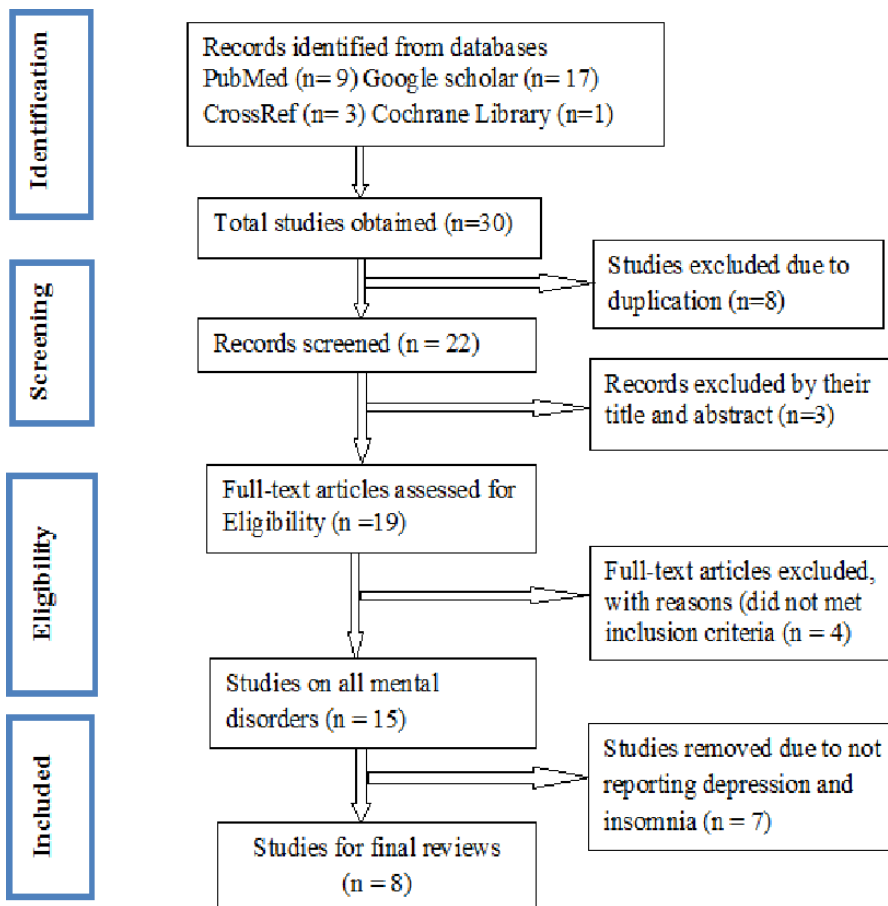 Identification
Records identified from databases
PubMed (n= 9) Google scholar (n= 17)
CrossRef (n= 3) Cochrane Library (n=1)
Total studies obtained (n=30)
Studies excluded due to
duplication (n=8)
Screening
Records screened (n = 22)
Records excluded by their
title and abstract (n=3)
Eligibility
Full-text articles assessed for
Eligibility (n =19)
Full-text articles excluded,
with reasons (did not met
inclusion criteria (n = 4)
Studies on all mental
disorders (n = 15)
Included
Studies removed due to not
reporting depression and
insomnia (n = 7)
Studies for final reviews
(n = 8)